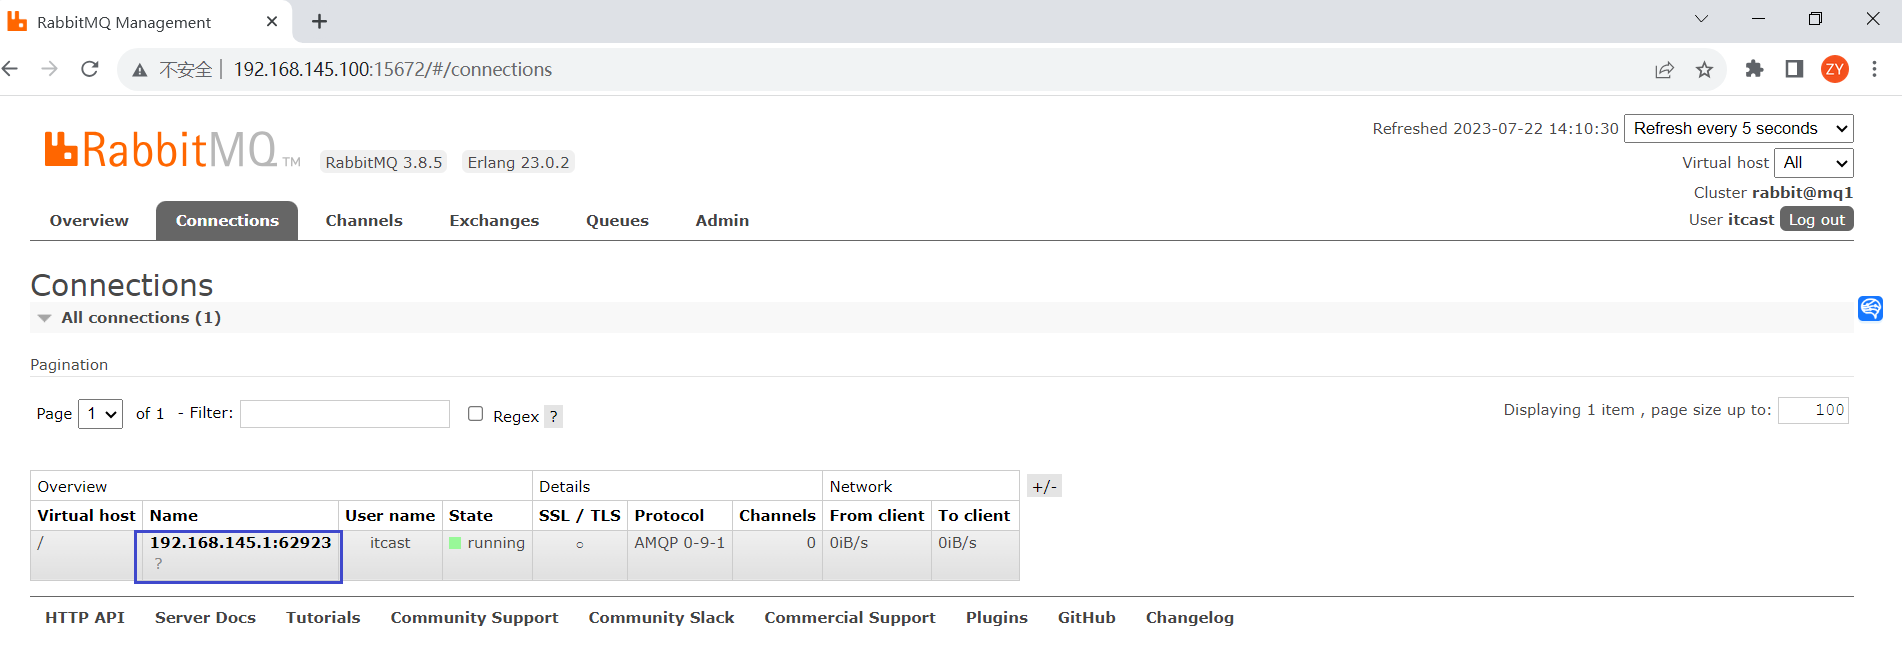 RabbitMQ Management
不安全 192.168.145.100:15672/#/connections
ZY
RabbitMQ TM RabbitMQ 3.8.5 Erlang 23.0.2
Refreshed 2023-07-22 14:10:30 Refresh every 5 seconds
Virtual host All
Cluster rabbit@mq1
User itcast Log out
Overview Connections Channels Exchanges Queues Admin
Connections
All connections (1)
Pagination
Page 1 of 1 - Filter: Regex ?
Displaying 1 item , page size up to: 100
Overview Details Network +/-
Virtual host Name User name State SSL / TLS Protocol Channels From client To client
/ 192.168.145.1:62923 itcast running ○ AMQP 0-9-1 0 0iB/s 0iB/s
?
HTTP API Server Docs Tutorials Community Support Community Slack Commercial Support Plugins GitHub Changelog